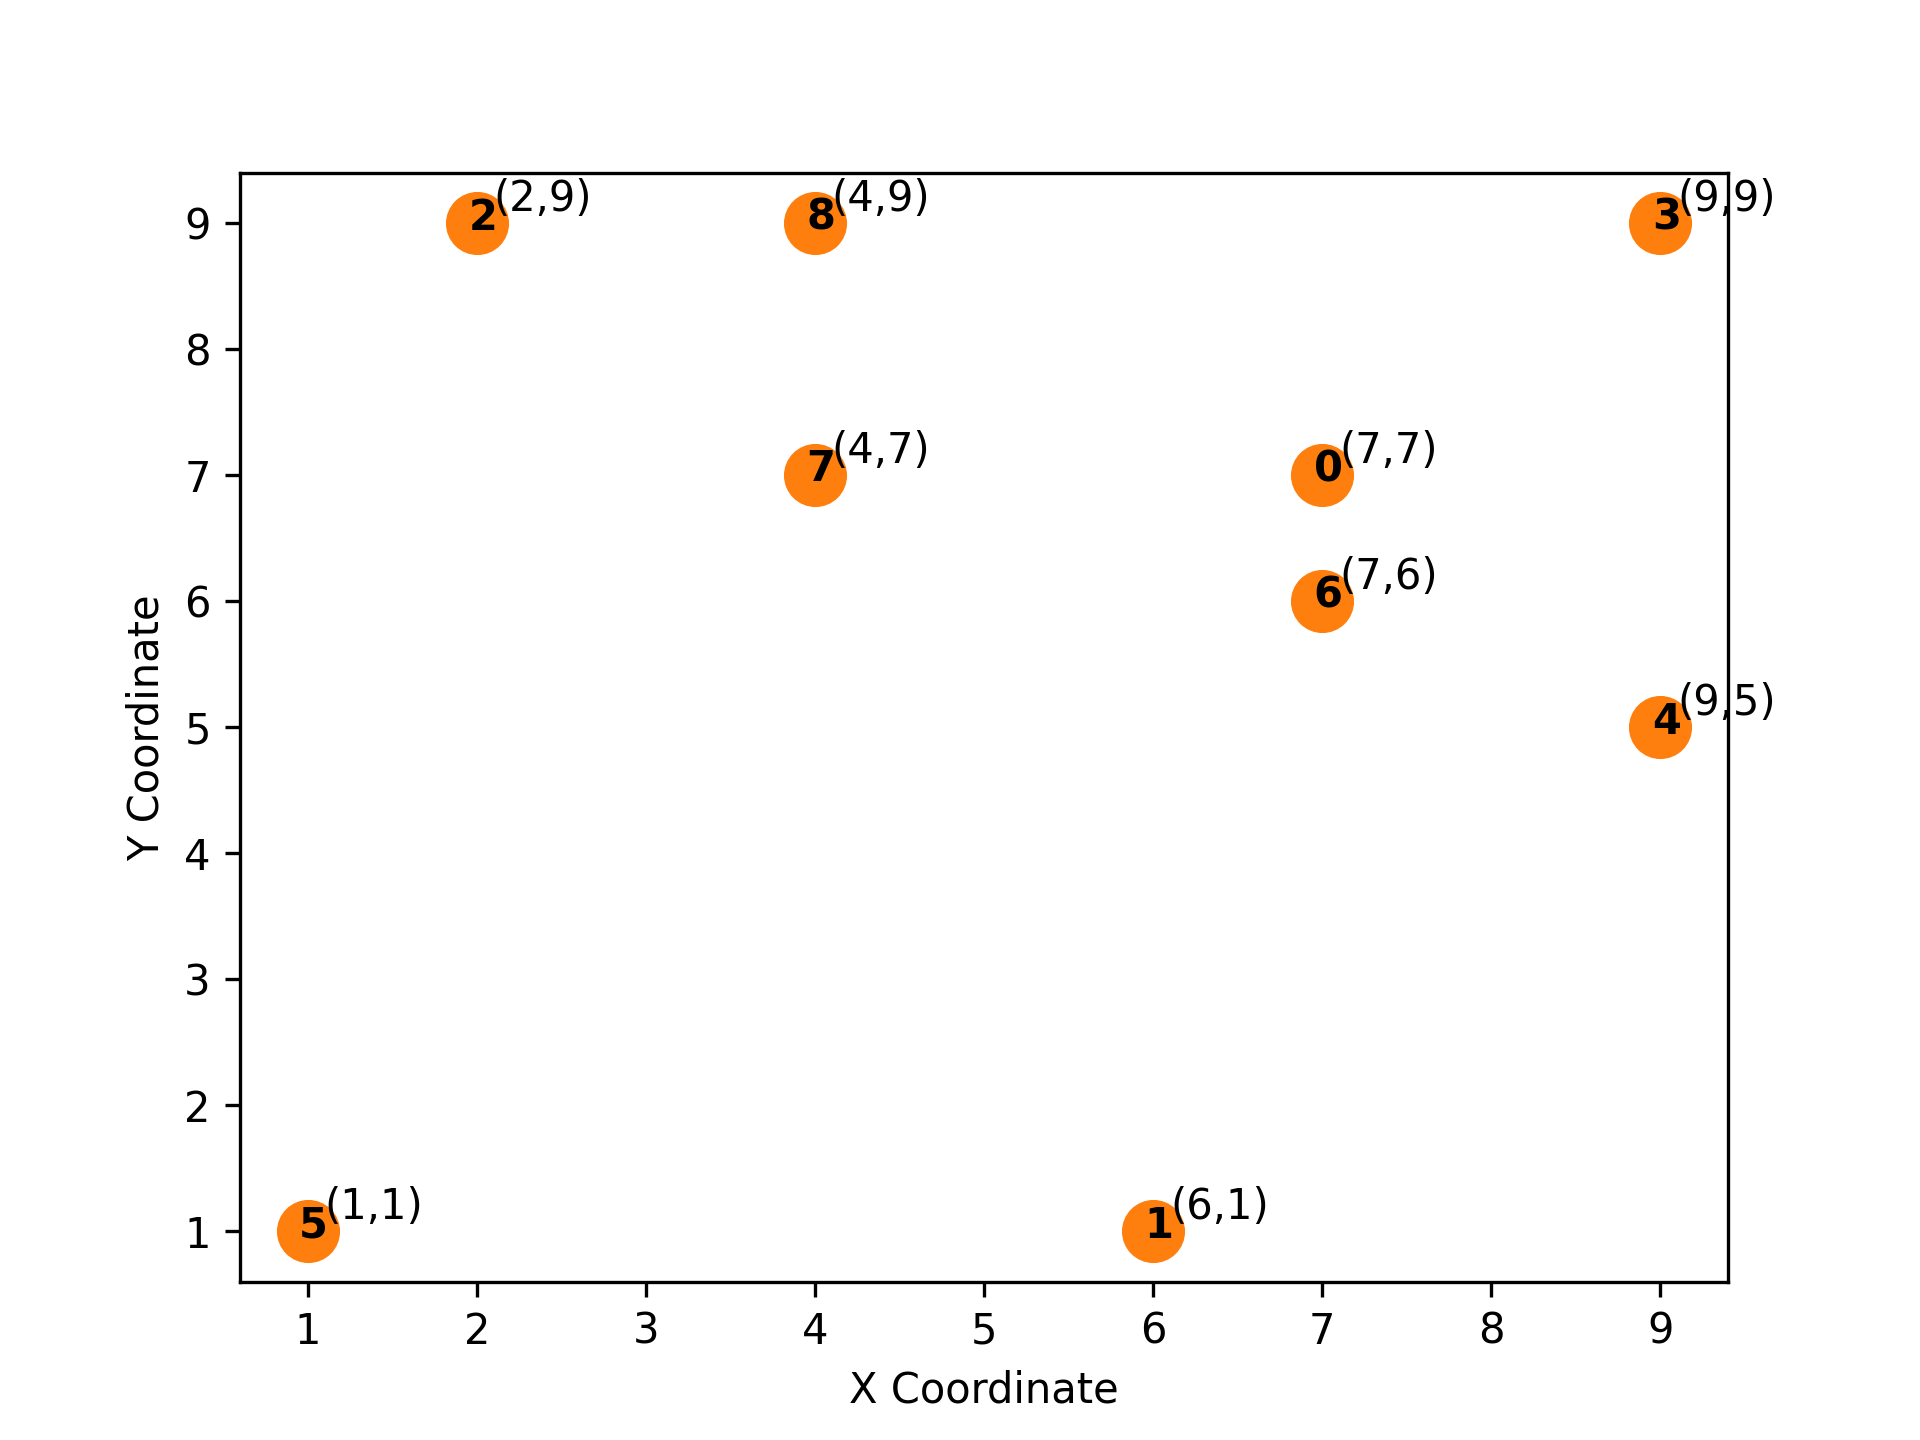 2 (2,9) 8 (4,9) 3 (9,9)
9
8
7 (4,7) 0 (7,7)
7
6 (7,6)
6
4 (9,5)
5
4
3
2
5 (1,1) 1 (6,1)
1
Y Coordinate
1 2 3 4 5 6 7 8 9
X Coordinate